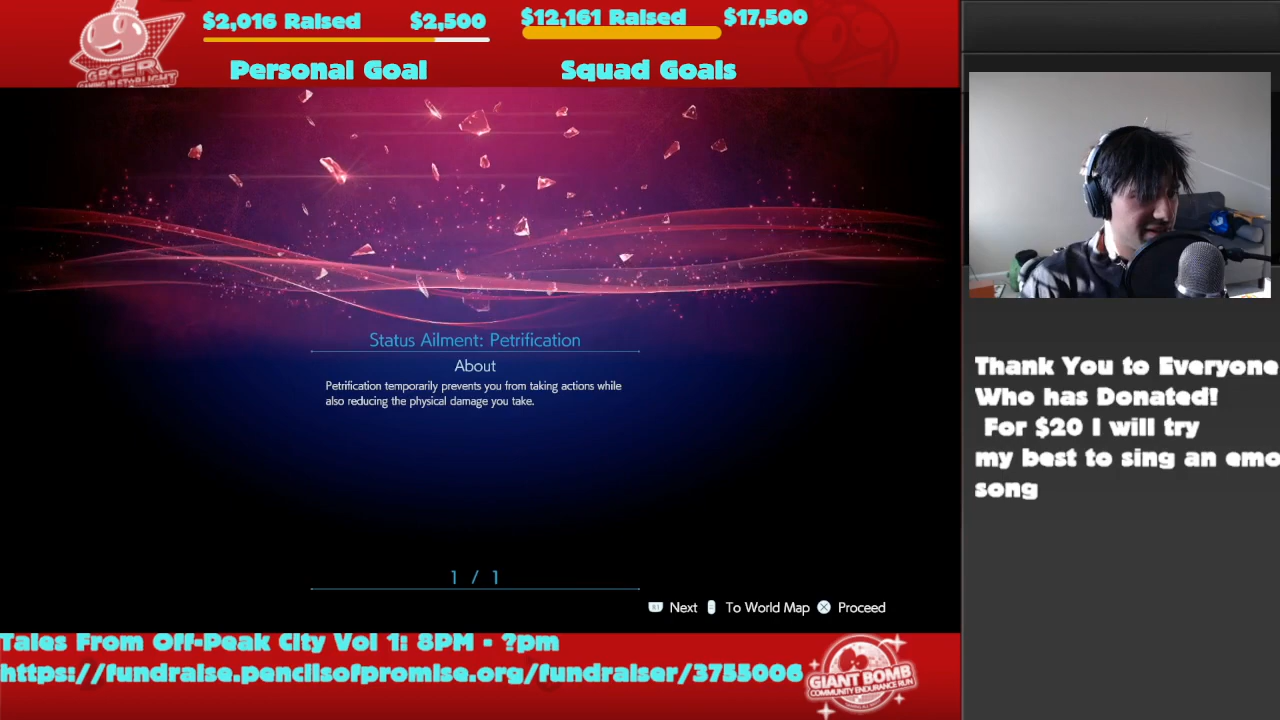 $2,016 Raised $2,500
$12,161 Raised $17,500
Personal Goal
Squad Goals
GBCER
GAMING IN STARLIGHT
Status Ailment: Petrification
About
Petrification temporarily prevents you from taking actions while
also reducing the physical damage you take.
1 / 1
Next To World Map Proceed
Thank You to Everyone
Who has Donated!
For $20 I will try
my best to sing an emo
song
Tales From Off-Peak City Vol 1: 8PM - ?pm
https://fundraise.pencilsofpromise.org/fundraiser/3755006
GIANT BOMB
COMMUNITY ENDURANCE RUN